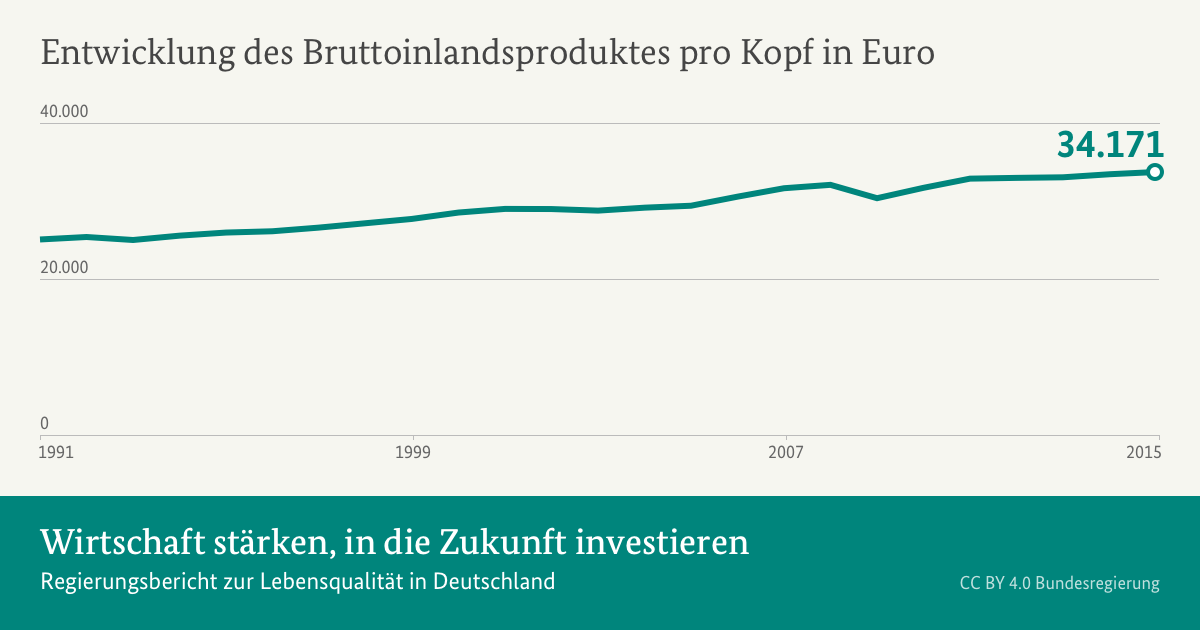 Entwicklung des Bruttoinlandsproduktes pro Kopf in Euro
40.000
34.171
20.000
0
1991 1999 2007 2015
Wirtschaft stärken, in die Zukunft investieren
Regierungsbericht zur Lebensqualität in Deutschland
CC BY 4.0 Bundesregierung